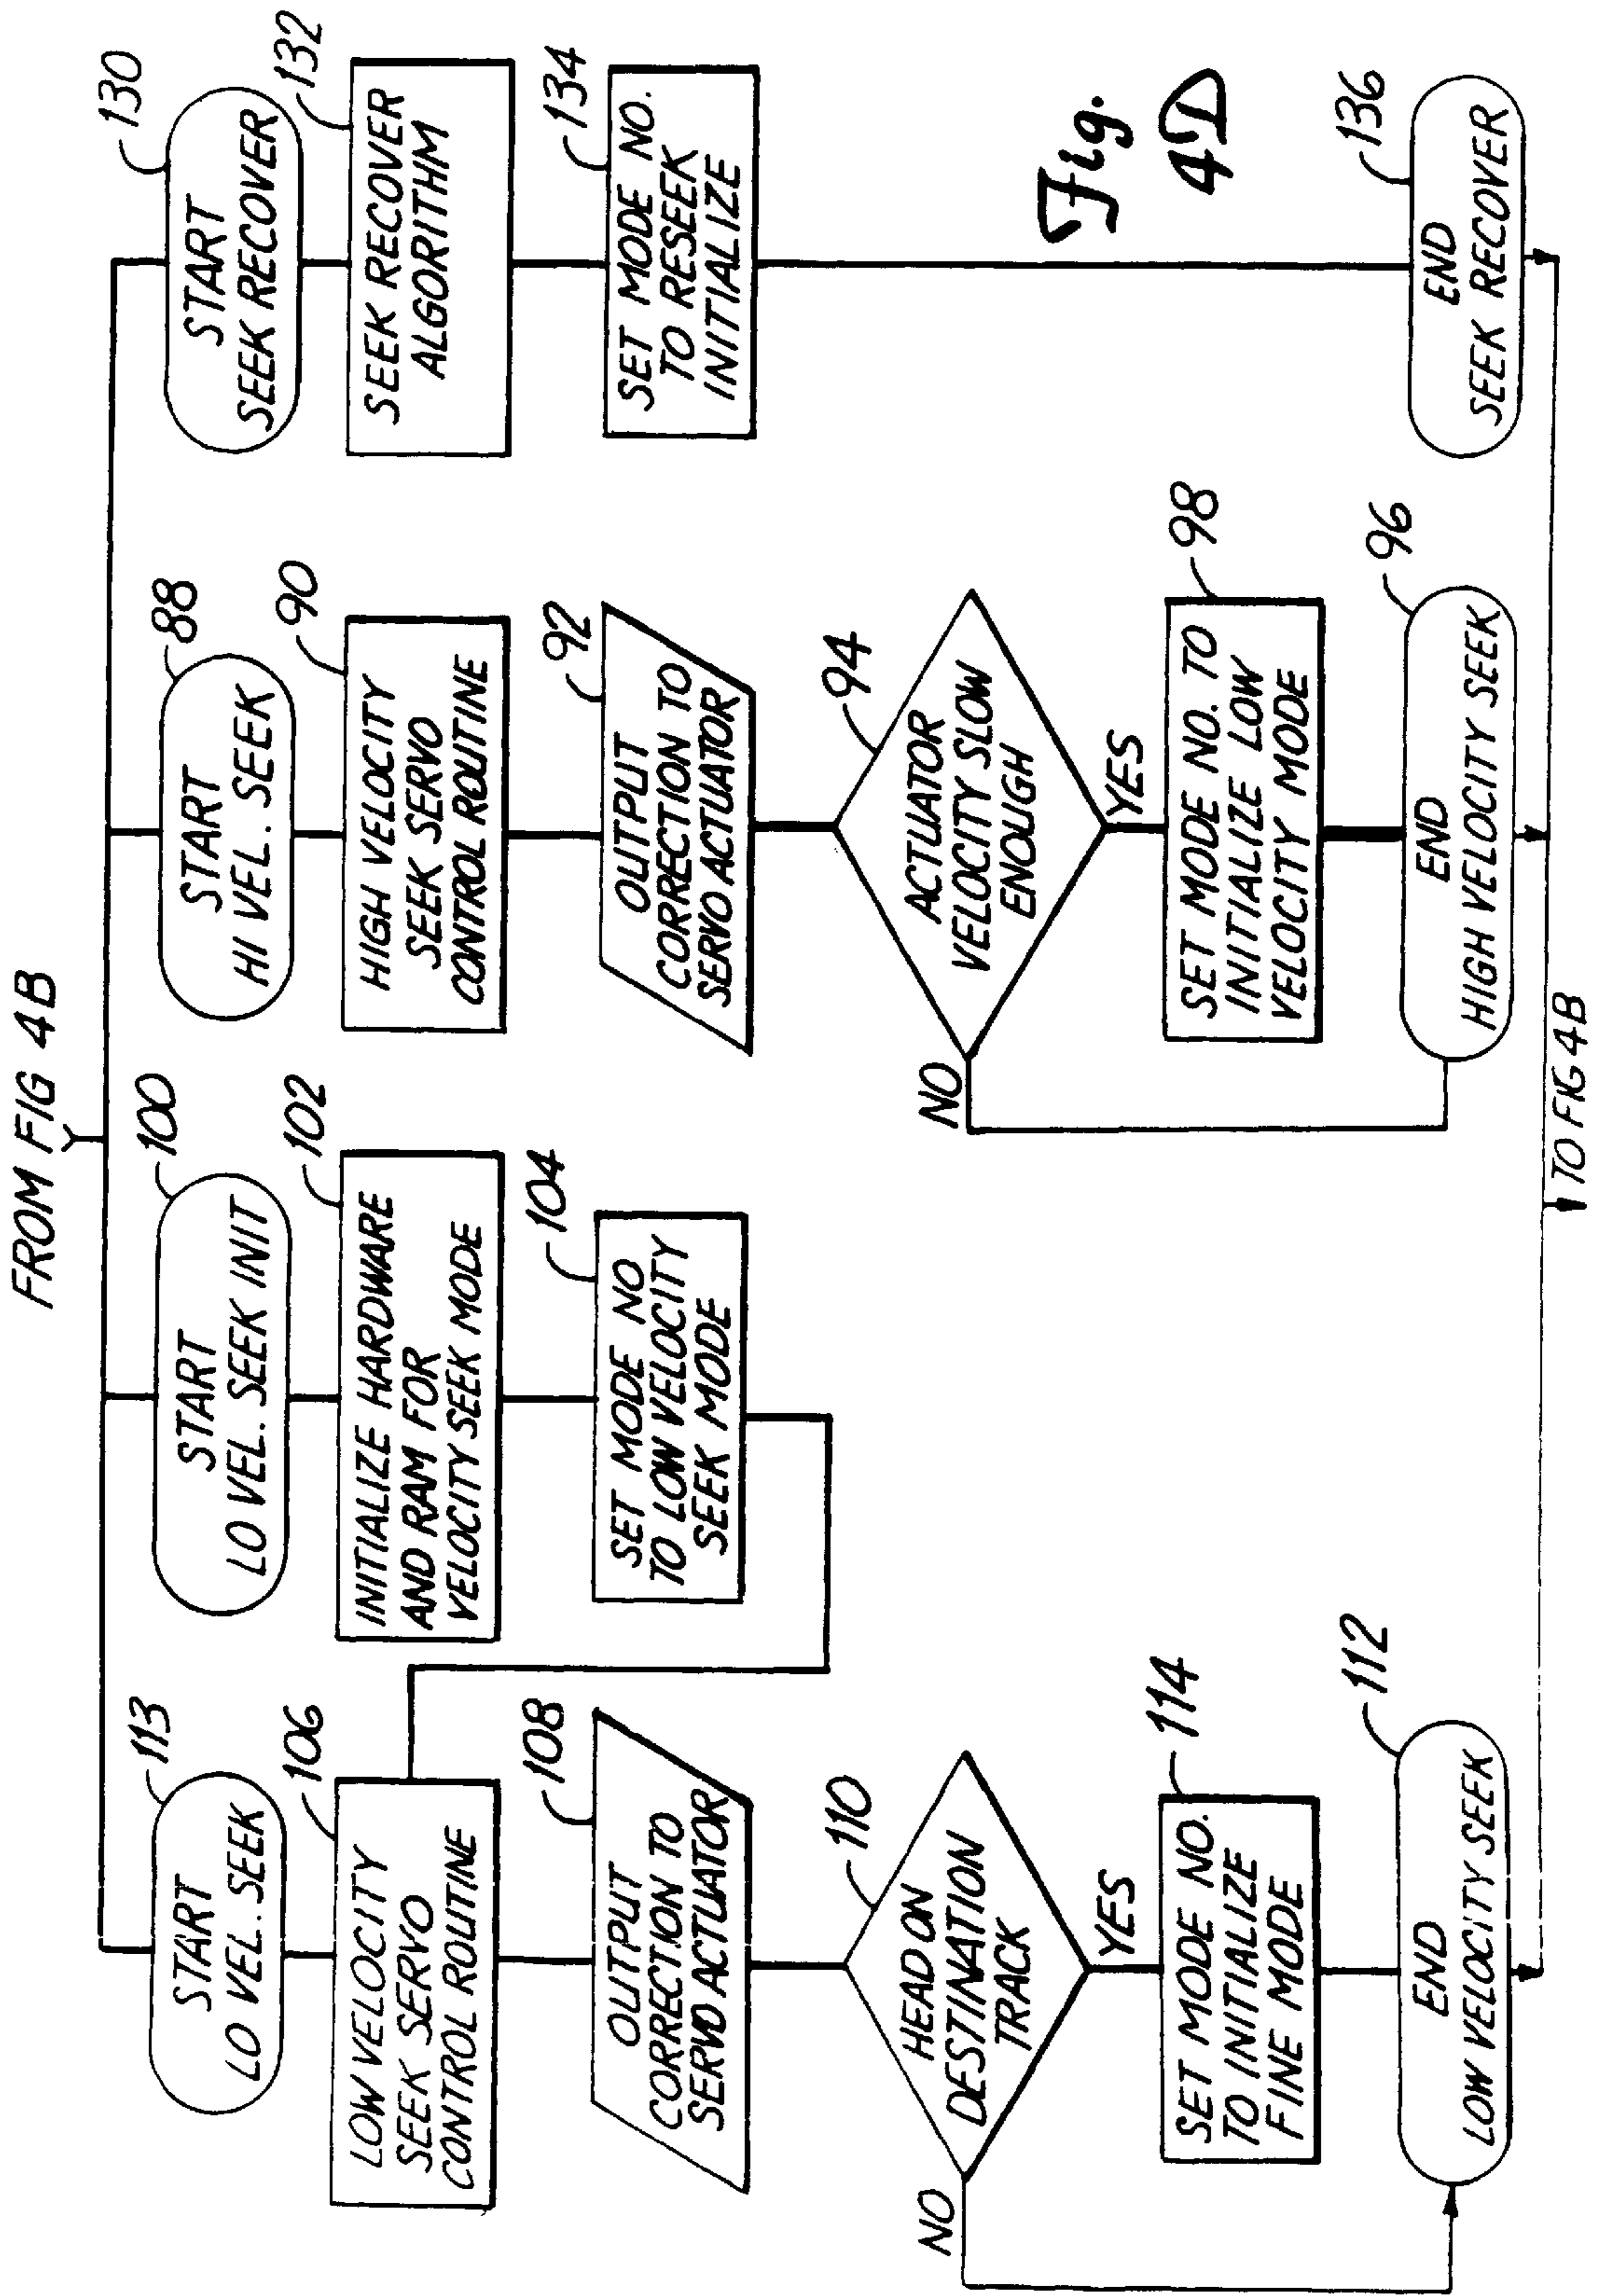 FROM FIG 4B
113
START
LO VEL. SEEK
106
LOW VELOCITY
SEEK SERVO
CONTROL ROUTINE
108
OUTPUT
CORRECTION TO
SERVO ACTUATOR
110
HEAD ON
DESTINATION
TRACK
NO
YES
114
SET MODE NO.
TO INITIALIZE
FINE MODE
112
END
LOW VELOCITY SEEK
100
START
LO VEL. SEEK INIT
102
INITIALIZE HARDWARE
AND RAM FOR
VELOCITY SEEK MODE
104
SET MODE NO
TO LOW VELOCITY
SEEK MODE
88
START
HI VEL. SEEK
90
HIGH VELOCITY
SEEK SERVO
CONTROL ROUTINE
92
OUTPUT
CORRECTION TO
SERVO ACTUATOR
94
ACTUATOR
VELOCITY SLOW
ENOUGH
NO
YES
98
SET MODE NO. TO
INITIALIZE LOW
VELOCITY MODE
96
END
HIGH VELOCITY SEEK
130
START
SEEK RECOVER
132
SEEK RECOVER
ALGORITHM
134
SET MODE NO.
TO RESEEK
INITIALIZE
136
END
SEEK RECOVER
TO FIG 4B
Fig.
4D